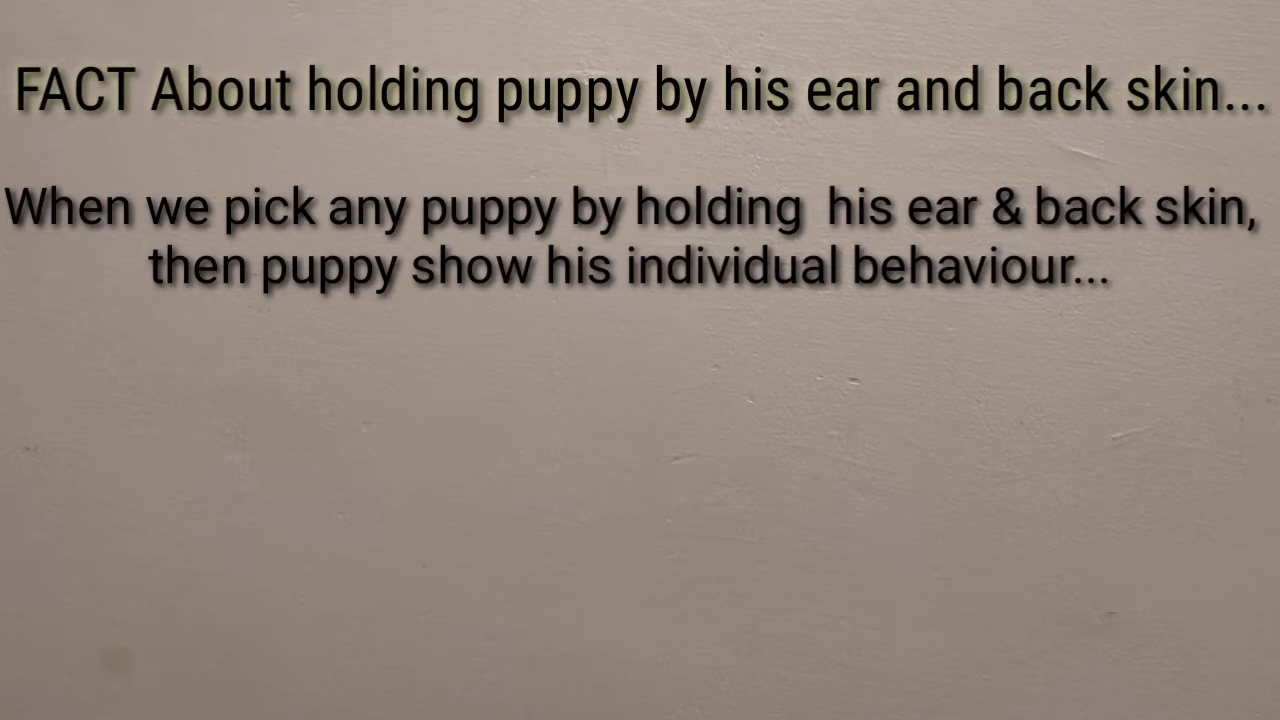 FACT About holding puppy by his ear and back skin...
When we pick any puppy by holding his ear & back skin,
then puppy show his individual behaviour...